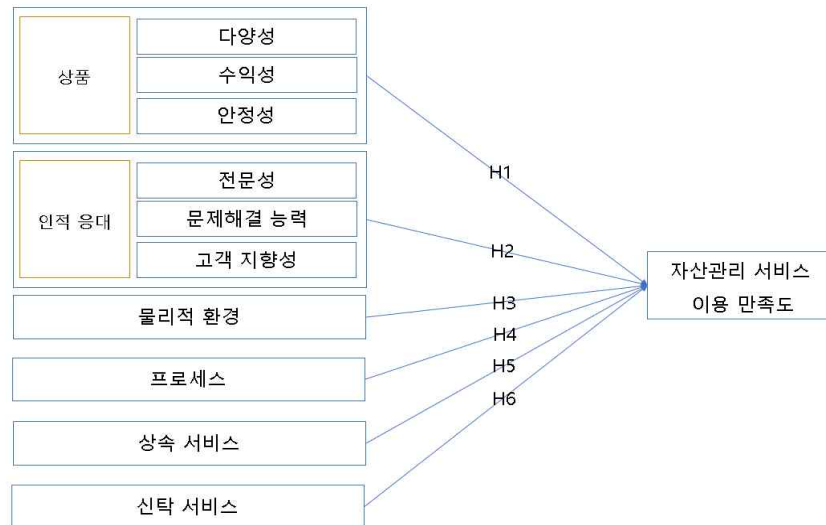 상품
다양성
수익성
안정성
인적 응대
전문성
문제해결 능력
고객 지향성
물리적 환경
프로세스
상속 서비스
신탁 서비스
H1
H2
H3
H4
H5
H6
자산관리 서비스
이용 만족도